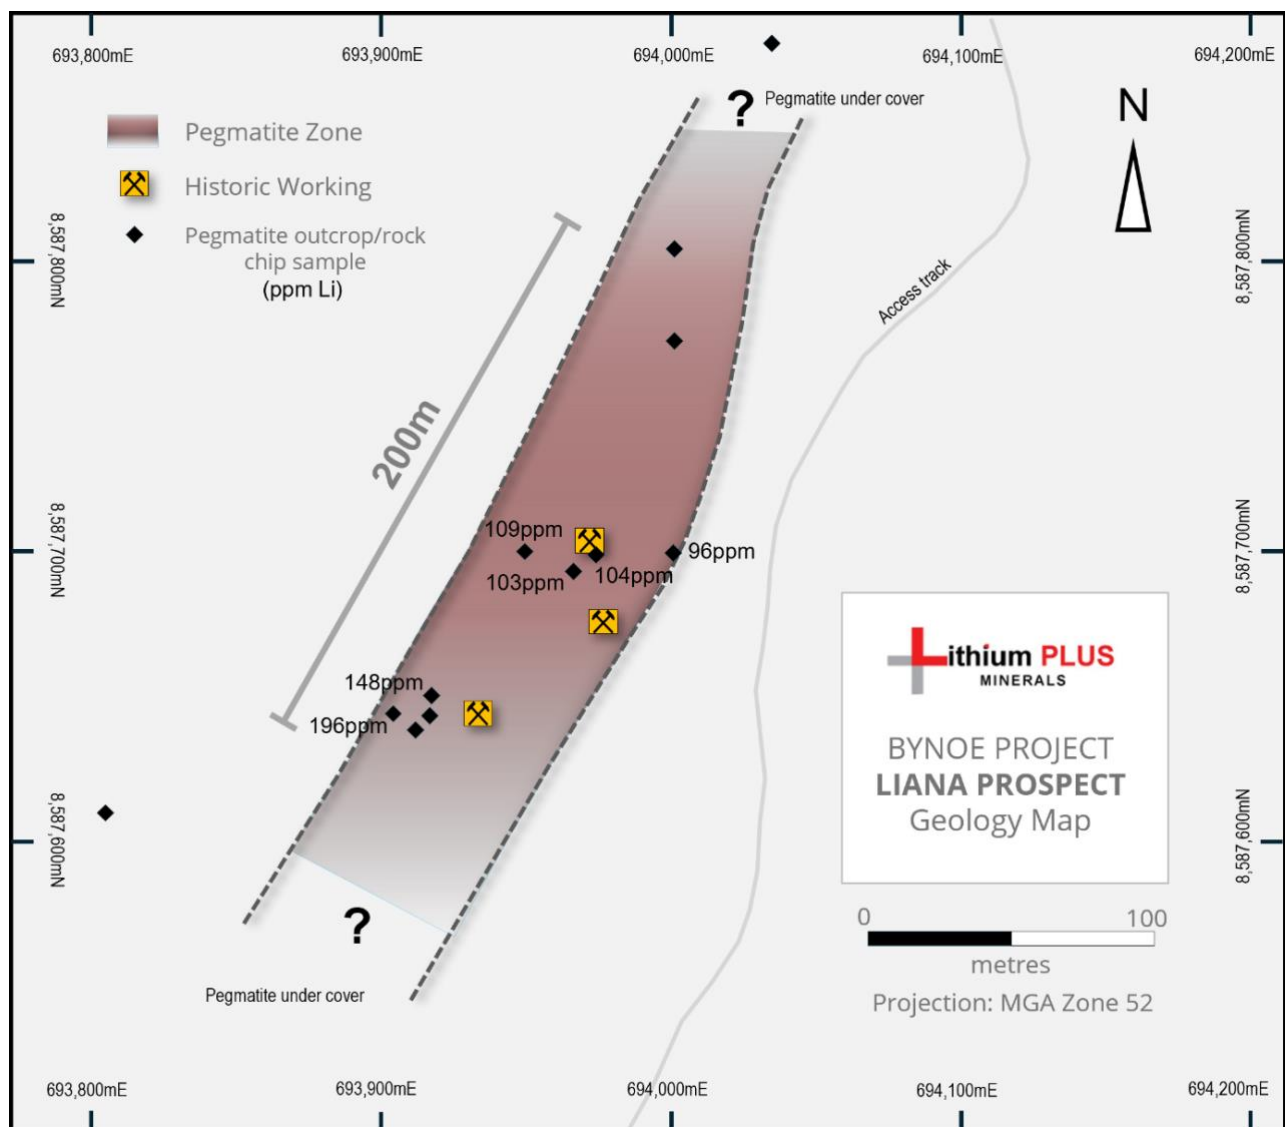 693,800mE
693,900mE
694,000mE
694,100mE
694,200mE
?
Pegmatite under cover
N
Pegmatite Zone
Historic Working
Pegmatite outcrop/rock
chip sample
(ppm Li)
8,587,800mN
8,587,800mN
Access track
200m
109ppm
96ppm
103ppm
104ppm
8,587,700mN
8,587,700mN
148ppm
196ppm
Lithium PLUS
MINERALS
BYNOE PROJECT
LIANA PROSPECT
Geology Map
8,587,600mN
8,587,600mN
?
Pegmatite under cover
0
100
metres
Projection: MGA Zone 52
693,800mE
693,900mE
694,000mE
694,100mE
694,200mE